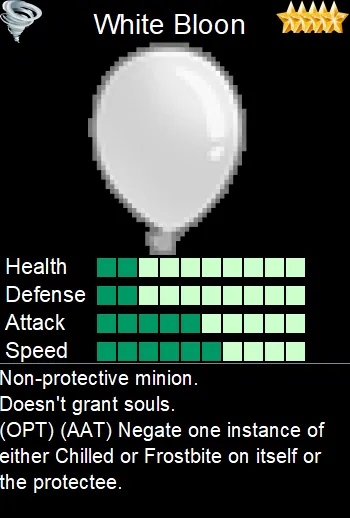 White Bloon
Health
Defense
Attack
Speed
Non-protective minion.
Doesn't grant souls.
(OPT) (AAT) Negate one instance of
either Chilled or Frostbite on itself or
the protectee.